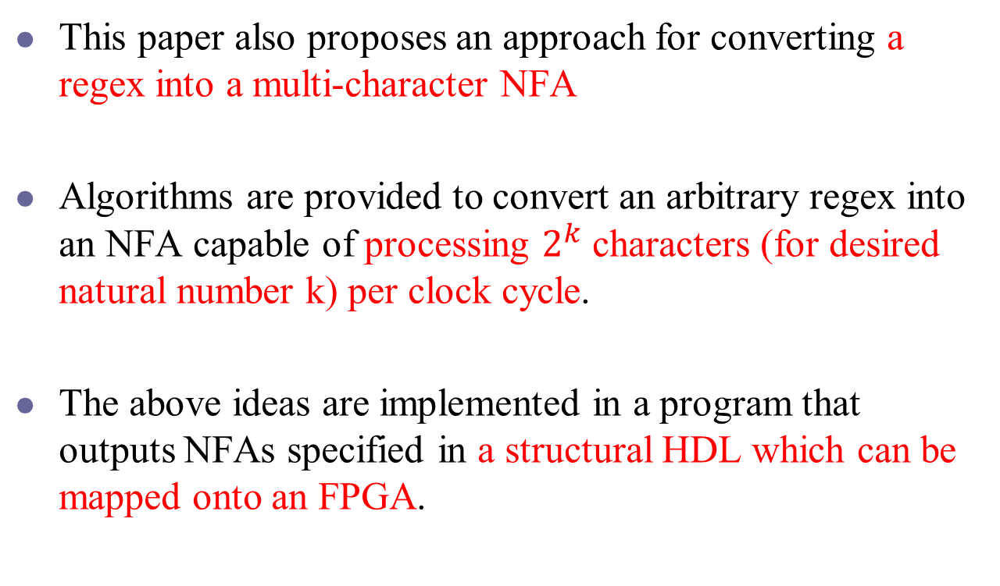 • This paper also proposes an approach for converting a
regex into a multi-character NFA
• Algorithms are provided to convert an arbitrary regex into
an NFA capable of processing 2^k characters (for desired
natural number k) per clock cycle.
• The above ideas are implemented in a program that
outputs NFAs specified in a structural HDL which can be
mapped onto an FPGA.